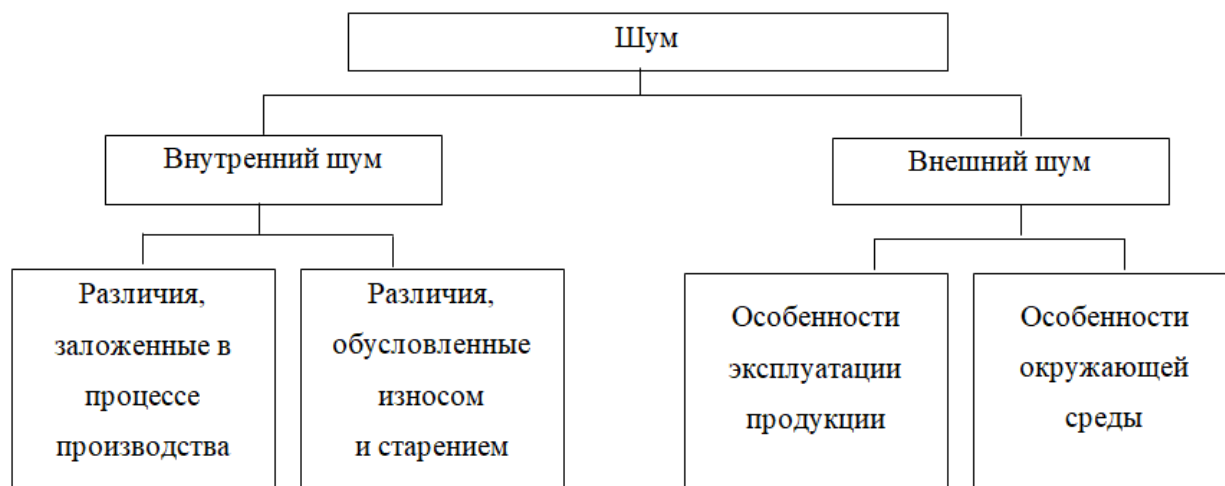 Шум
Внутренний шум
Внешний шум
Различия,
заложенные в
процессе
производства
Различия,
обусловленные
износом
и старением
Особенности
эксплуатации
продукции
Особенности
окружающей
среды